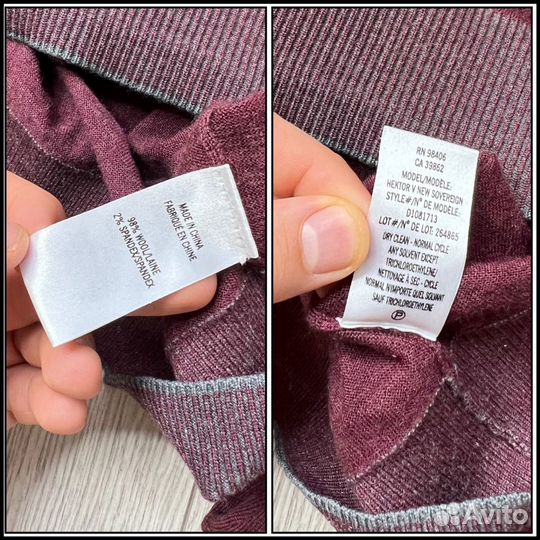 MADE IN CHINA
FABRIQUÉ EN CHINE
98% WOOL/LAINE
2% SPANDEX/SPANDEX
RN 98406
CA 39862
MODEL/MODÈLE:
HEKTOR V NEW SOVEREIGN
STYLE#/N° DE MODÈLE:
D1081713
LOT #/N° DE LOT: 264865
DRY CLEAN - NORMAL CYCLE
ANY SOLVENT EXCEPT
TRICHLOROETHYLENE/
NETTOYAGE À SEC - CYCLE
NORMAL N'IMPORTE QUEL SOLVANT
SAUF TRICHLOROETHYLÈNE
P
Avito